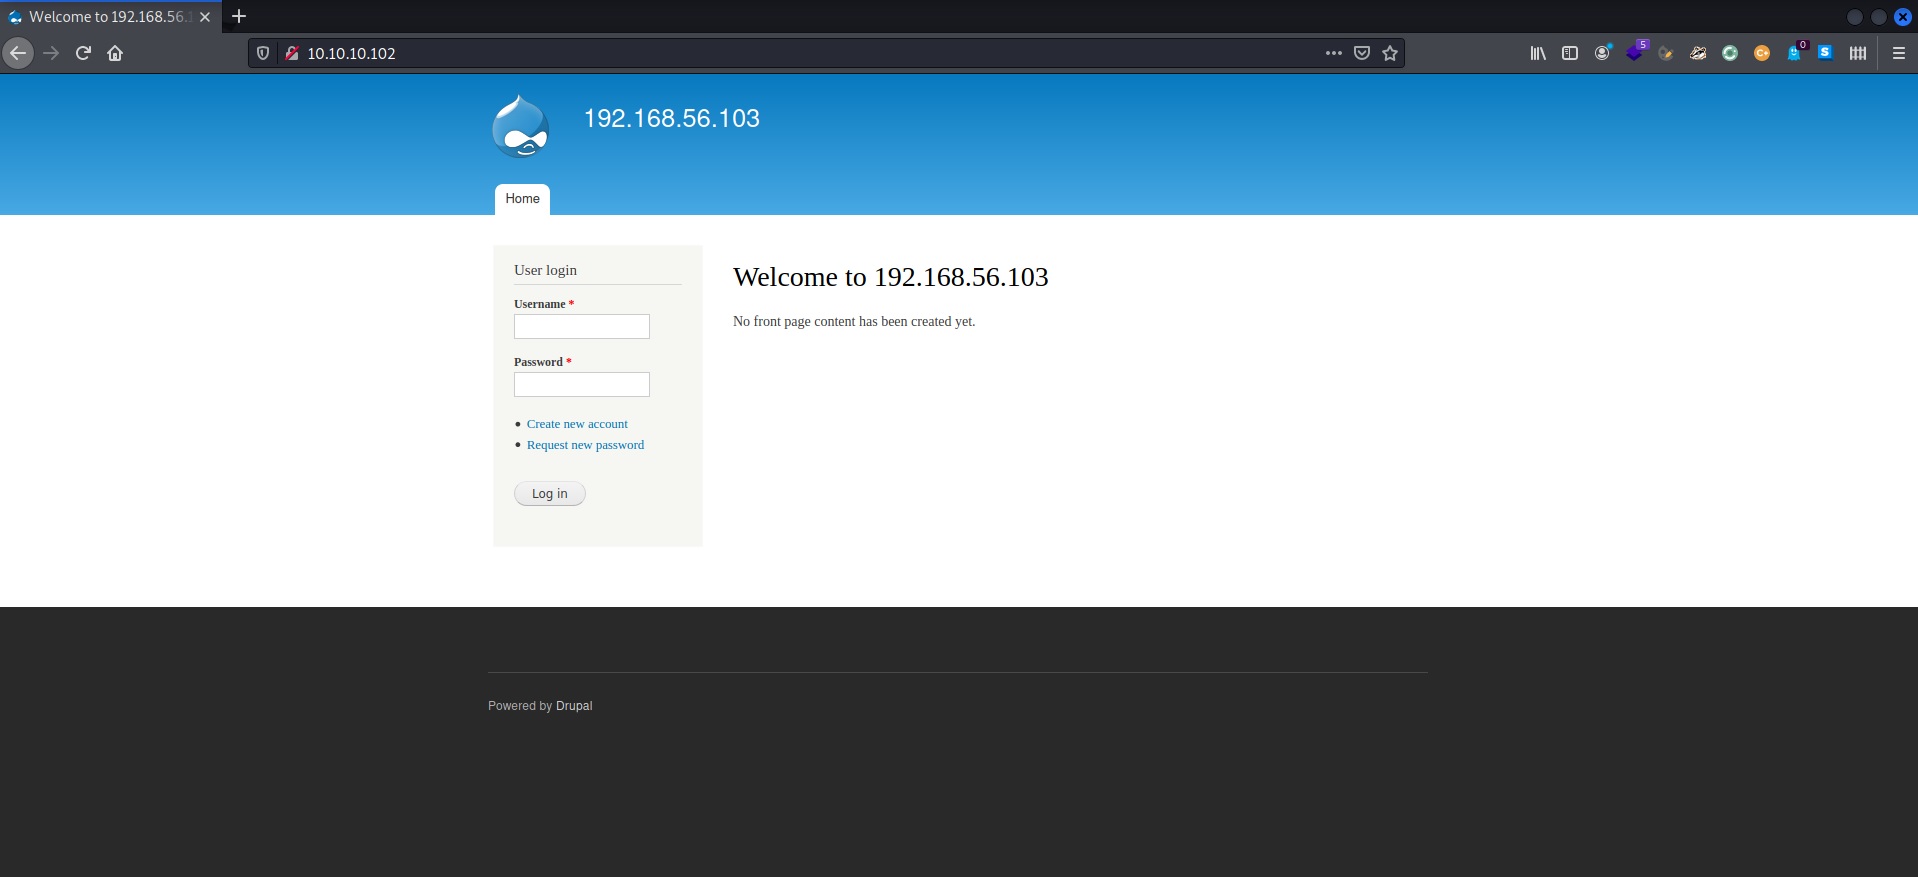 Welcome to 192.168.56.1
10.10.10.102
5
C+
0
S
192.168.56.103
Home
User login
Username *
Password *
Create new account
Request new password
Log in
Welcome to 192.168.56.103
No front page content has been created yet.
Powered by Drupal